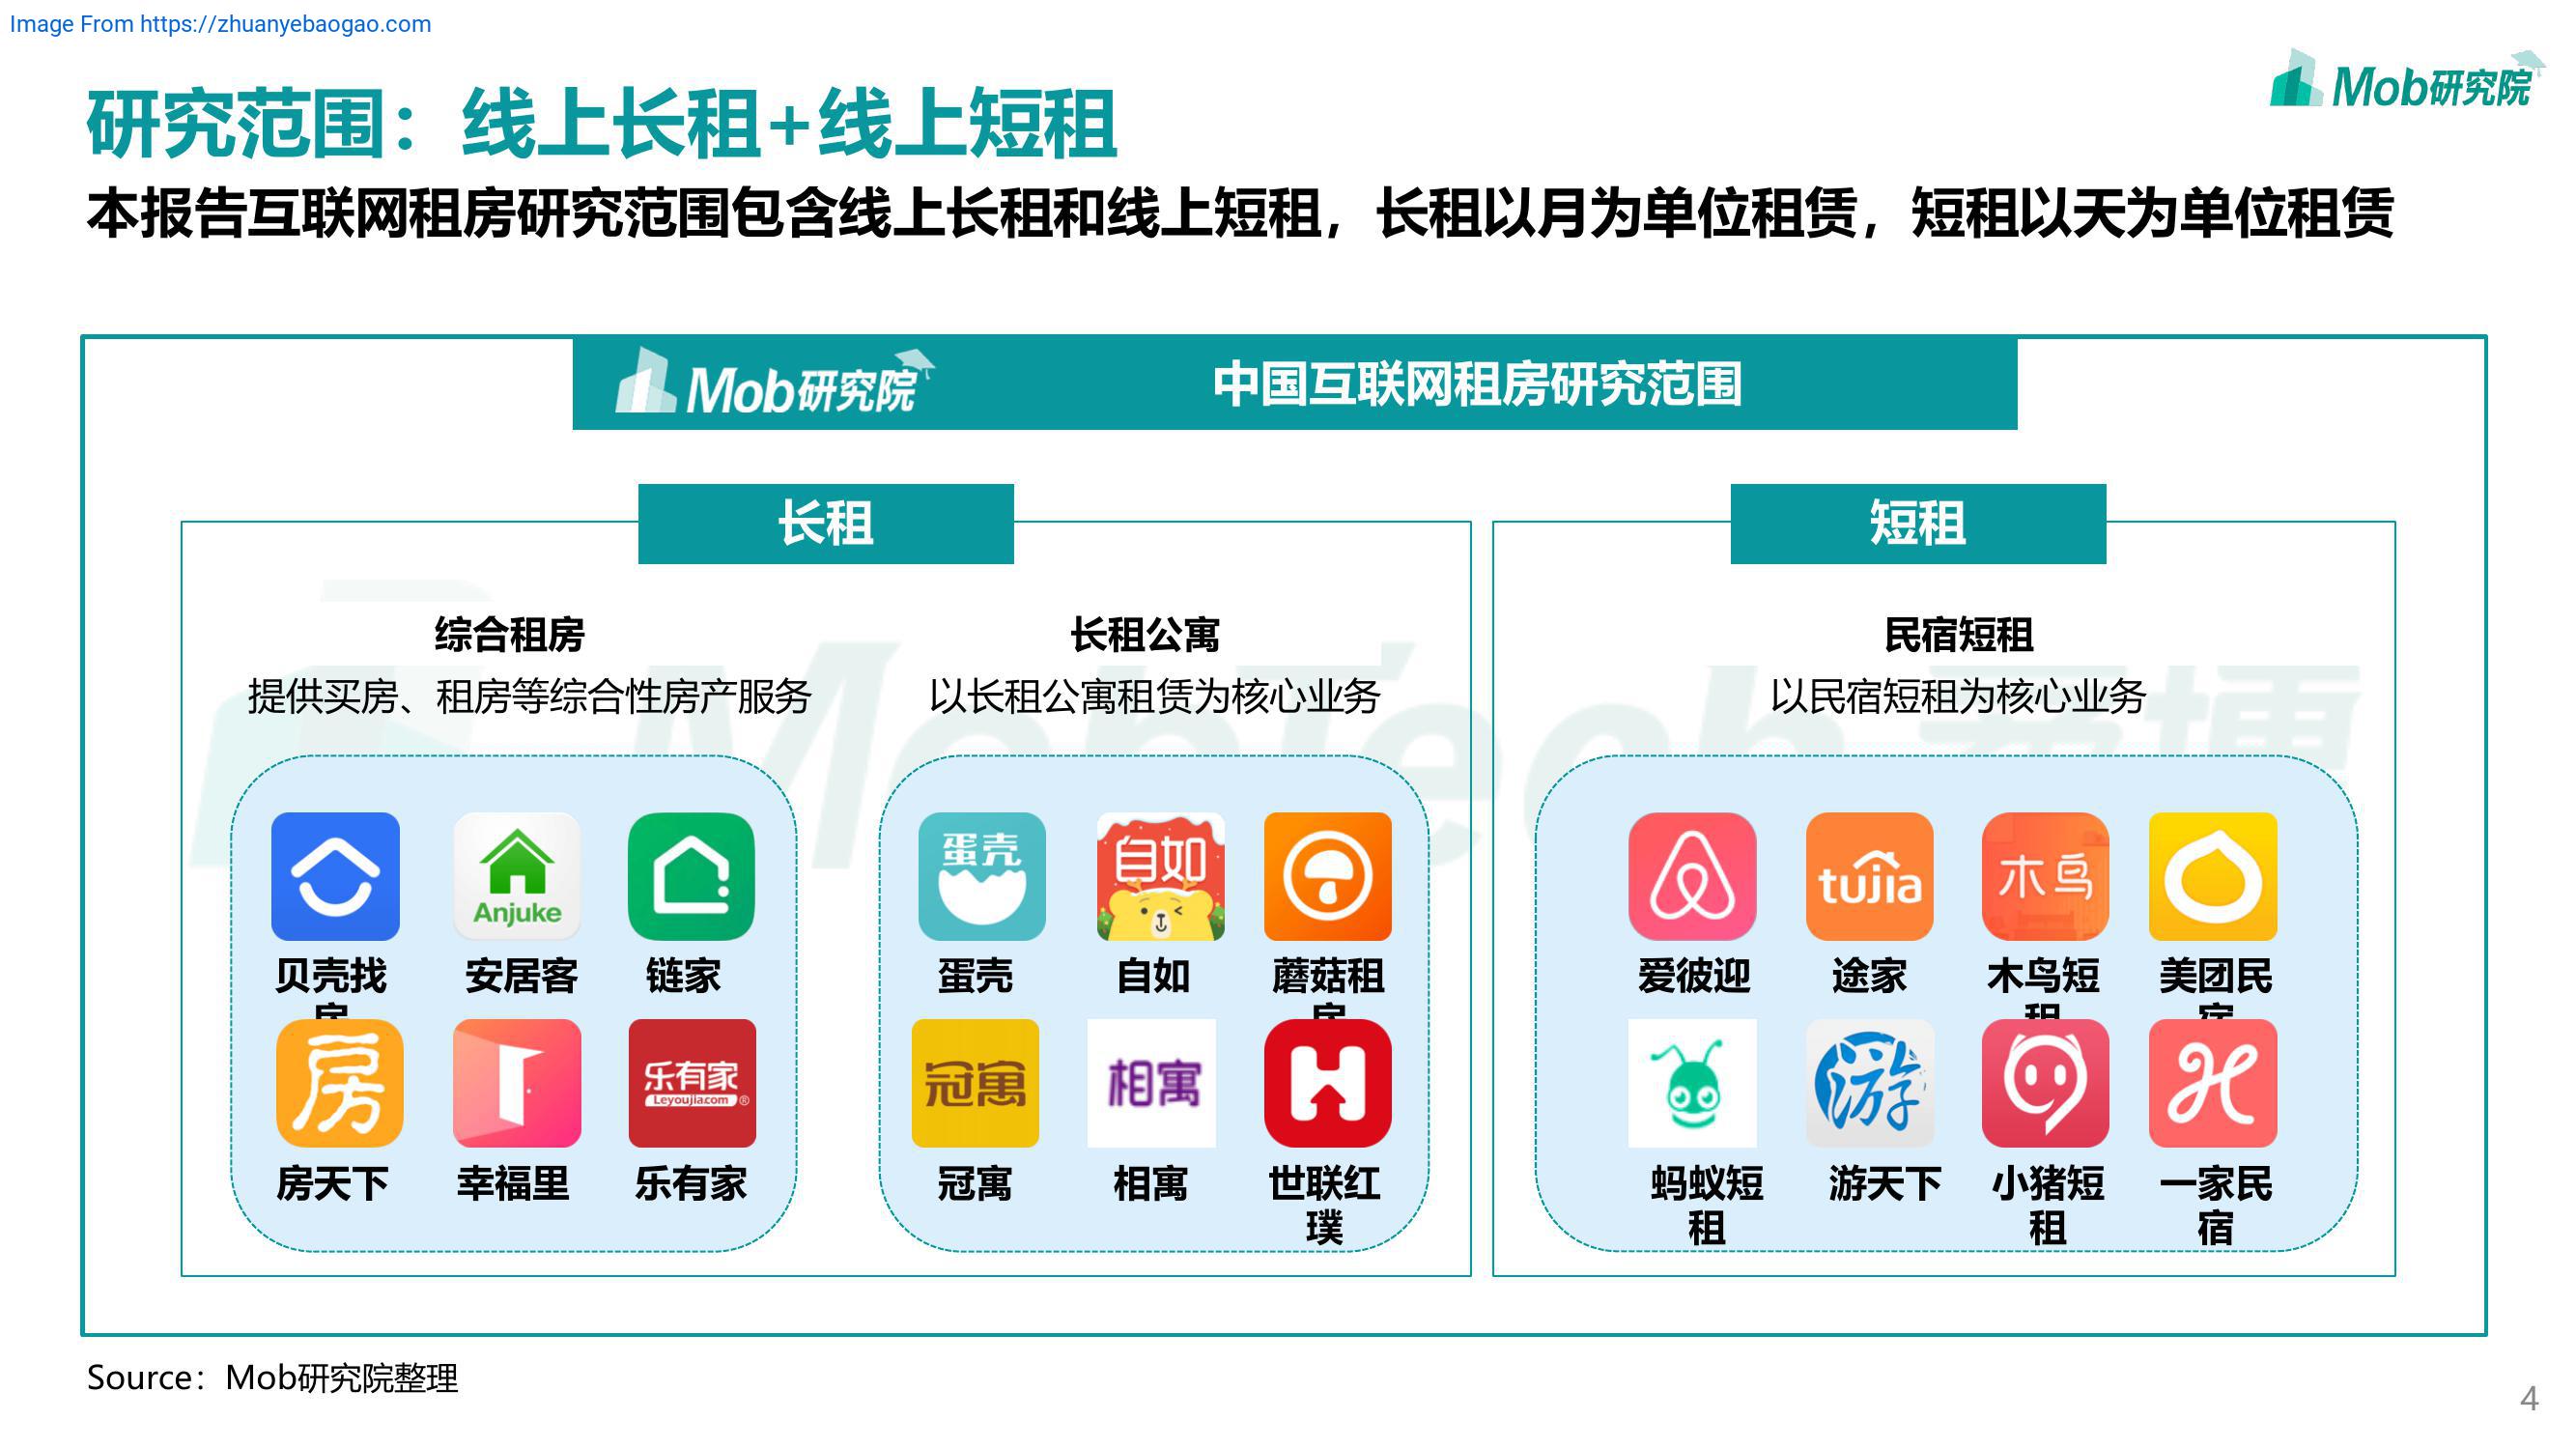 Image From https://zhuanyebaogao.com
Mob研究院
研究范围：线上长租+线上短租
本报告互联网租房研究范围包含线上长租和线上短租，长租以月为单位租赁，短租以天为单位租赁
Mob研究院
中国互联网租房研究范围
长租
综合租房
提供买房、租房等综合性房产服务
长租公寓
以长租公寓租赁为核心业务
Anjuke
蛋壳
自如
贝壳找
房
安居客
链家
蛋壳
自如
蘑菇租
房
房
乐有家
Leyoujia.com®
冠寓
相寓
房天下
幸福里
乐有家
冠寓
相寓
世联红
璞
短租
民宿短租
以民宿短租为核心业务
tujia
木鸟
爱彼迎
途家
木鸟短
租
美团民
宿
游
蚂蚁短
租
游天下
小猪短
租
一家民
宿
MobTech
Source：Mob研究院整理
4